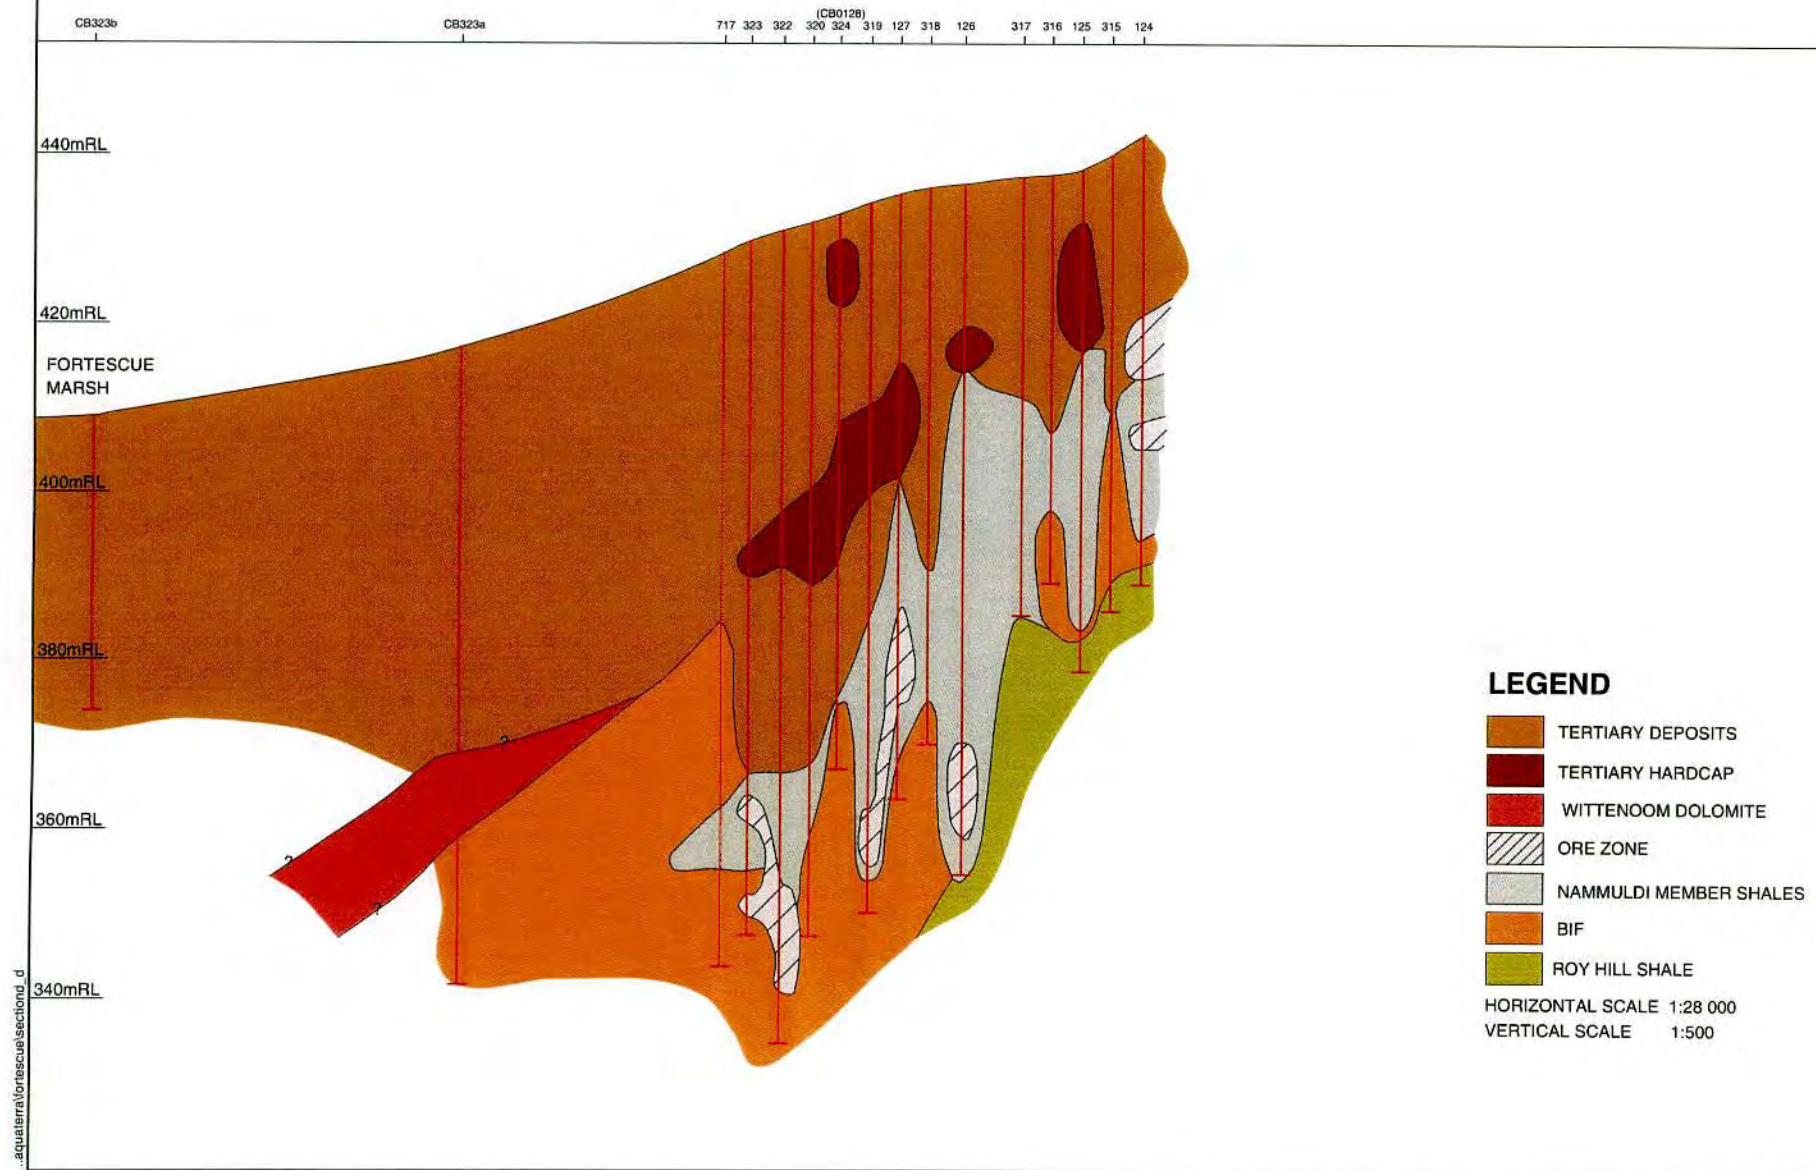 (CB0128)
CB323b CB323a 717 323 322 320 324 319 127 318 126 317 316 125 315 124
440mRL
420mRL
FORTESCUE
MARSH
400mRL
380mRL
?
360mRL
?
?
340mRL
...aquaterra\fortescue\sectiond_d
LEGEND
TERTIARY DEPOSITS
TERTIARY HARDCAP
WITTENOOM DOLOMITE
ORE ZONE
NAMMULDI MEMBER SHALES
BIF
ROY HILL SHALE
HORIZONTAL SCALE 1:28 000
VERTICAL SCALE 1:500